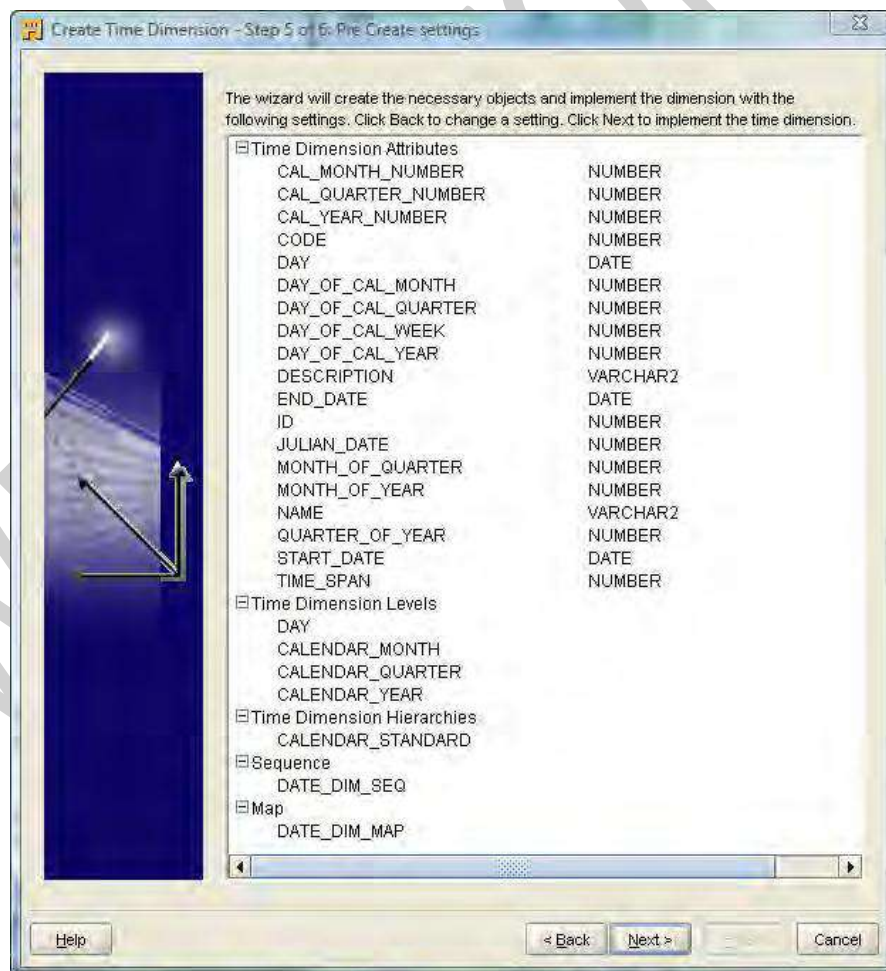 Create Time Dimension - Step 5 of 6: Pre Create settings
The wizard will create the necessary objects and implement the dimension with the
following settings. Click Back to change a setting. Click Next to implement the time dimension.
Time Dimension Attributes
CAL_MONTH_NUMBER NUMBER
CAL_QUARTER_NUMBER NUMBER
CAL_YEAR_NUMBER NUMBER
CODE NUMBER
DAY DATE
DAY_OF_CAL_MONTH NUMBER
DAY_OF_CAL_QUARTER NUMBER
DAY_OF_CAL_WEEK NUMBER
DAY_OF_CAL_YEAR NUMBER
DESCRIPTION VARCHAR2
END_DATE DATE
ID NUMBER
JULIAN_DATE NUMBER
MONTH_OF_QUARTER NUMBER
MONTH_OF_YEAR NUMBER
NAME VARCHAR2
QUARTER_OF_YEAR NUMBER
START_DATE DATE
TIME_SPAN NUMBER
Time Dimension Levels
DAY
CALENDAR_MONTH
CALENDAR_QUARTER
CALENDAR_YEAR
Time Dimension Hierarchies
CALENDAR_STANDARD
Sequence
DATE_DIM_SEQ
Map
DATE_DIM_MAP
Help < Back Next > Cancel